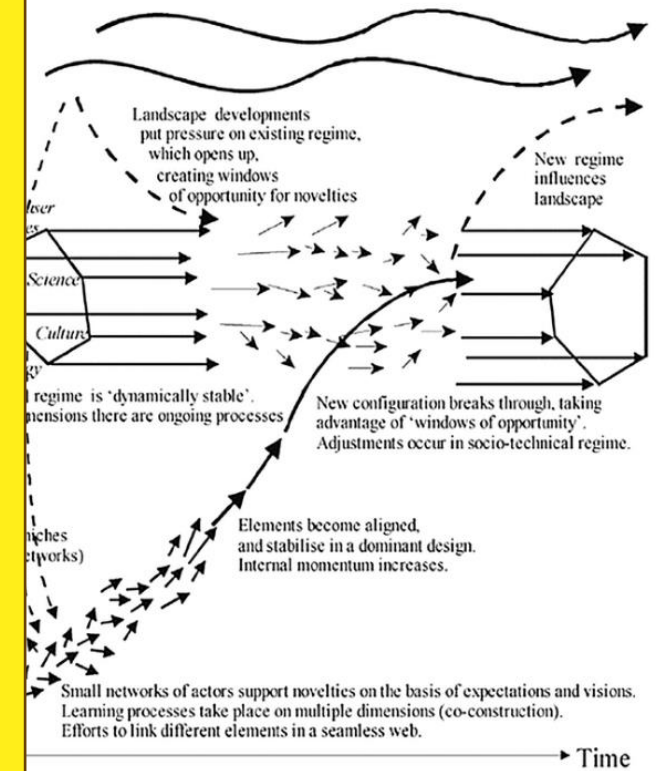 Landscape developments
put pressure on existing regime,
which opens up,
creating windows
of opportunity for novelties
New regime
influences
landscape
Science
Culture
regime is ‘dynamically stable’.
there are ongoing processes
New configuration breaks through, taking
advantage of ‘windows of opportunity’.
Adjustments occur in socio-technical regime.
Elements become aligned,
and stabilise in a dominant design.
Internal momentum increases.
Small networks of actors support novelties on the basis of expectations and visions.
Learning processes take place on multiple dimensions (co-construction).
Efforts to link different elements in a seamless web.
Time